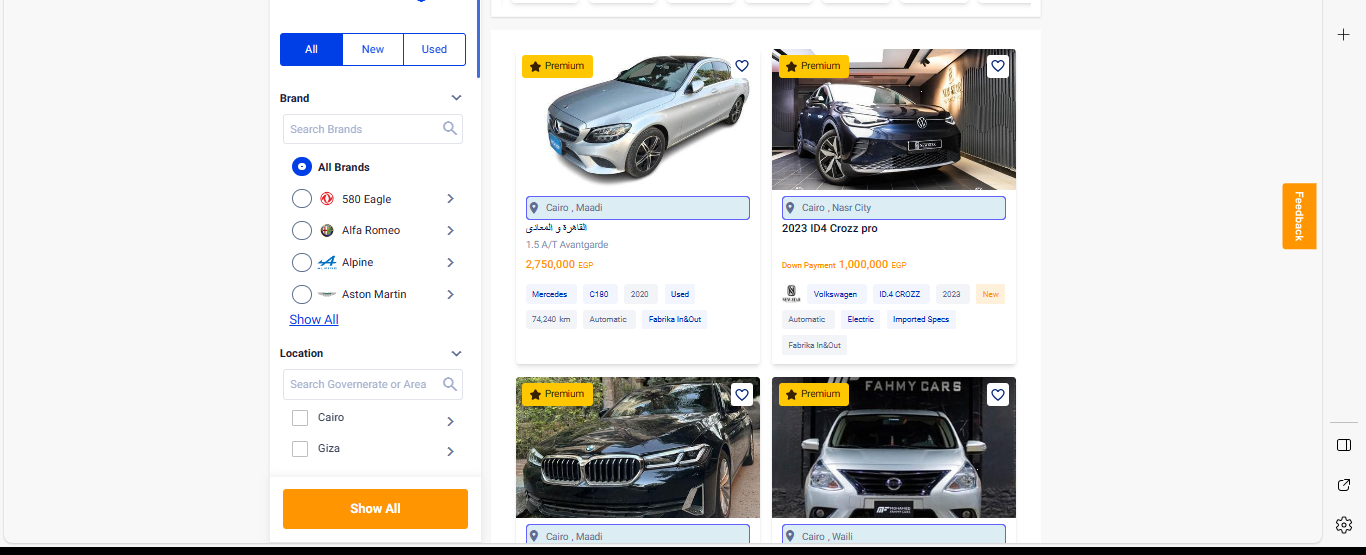 All New Used
Brand
Search Brands
All Brands
580 Eagle
Alfa Romeo
ALPINE Alpine
Aston Martin
Show All
Location
Search Governerate or Area
Cairo
Giza
Show All
Premium
Cairo , Maadi
القاهرة و المعادى
1.5 A/T Avantgarde
2,750,000 EGP
Mercedes C180 2020 Used
74,240 km Automatic Fabrika In&Out
Premium
Cairo , Nasr City
2023 ID4 Crozz pro
Down Payment 1,000,000 EGP
Volkswagen ID.4 CROZZ 2023 New
Automatic Electric Imported Specs
Fabrika In&Out
Premium
Cairo , Maadi
Premium
FAHMY CARS
MOHAMED
FAHMY CARS
Cairo , Waili
Feedback